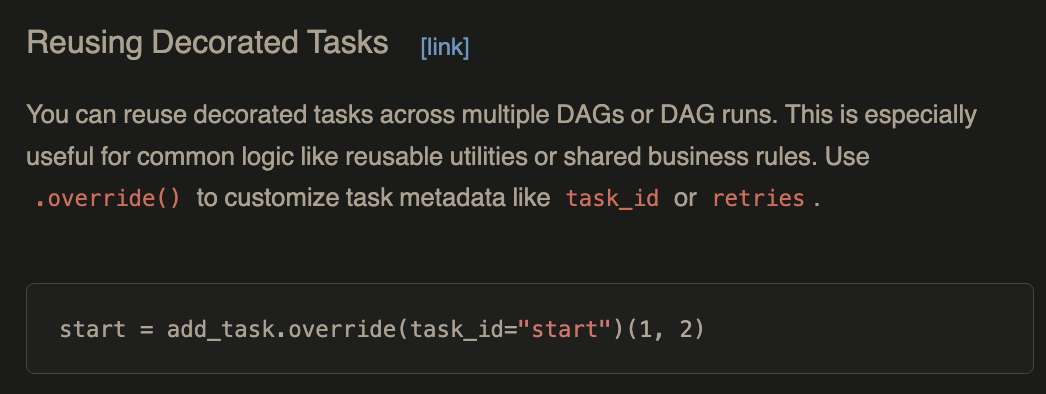 Reusing Decorated Tasks [link]
You can reuse decorated tasks across multiple DAGs or DAG runs. This is especially
useful for common logic like reusable utilities or shared business rules. Use
.override() to customize task metadata like task_id or retries .
start = add_task.override(task_id="start")(1, 2)